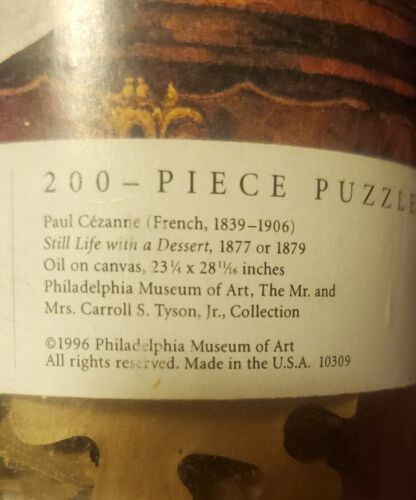 200-PIECE PUZZLE
Paul Cézanne (French, 1839–1906)
Still Life with a Dessert, 1877 or 1879
Oil on canvas, 23¼ x 28 11/16 inches
Philadelphia Museum of Art, The Mr. and
Mrs. Carroll S. Tyson, Jr., Collection
©1996 Philadelphia Museum of Art
All rights reserved. Made in the U.S.A. 10309